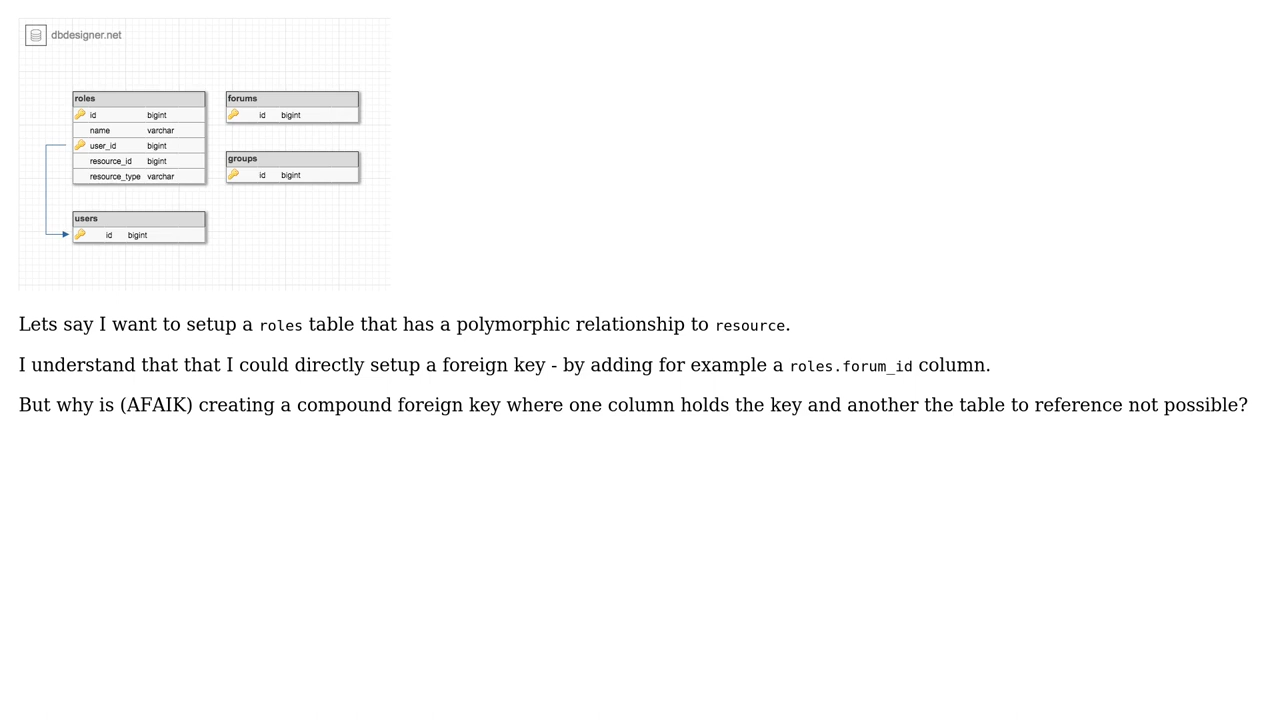 dbdesigner.net
roles
id bigint
name varchar
user_id bigint
resource_id bigint
resource_type varchar
forums
id bigint
groups
id bigint
users
id bigint
Lets say I want to setup a roles table that has a polymorphic relationship to resource.
I understand that that I could directly setup a foreign key - by adding for example a roles.forum_id column.
But why is (AFAIK) creating a compound foreign key where one column holds the key and another the table to reference not possible?